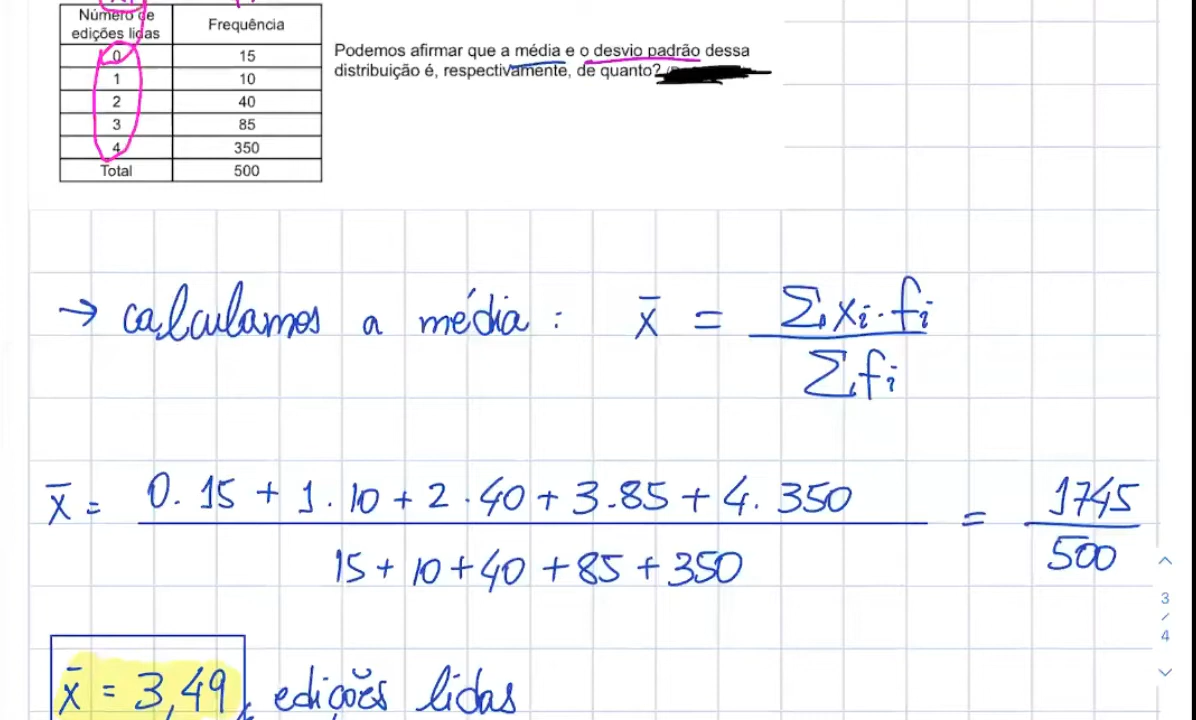 Número de edições lidas Frequência
0 15
1 10
2 40
3 85
4 350
Total 500
Podemos afirmar que a média e o desvio padrão dessa
distribuição é, respectivamente, de quanto?
→ calculamos a média : x̄ = Σxi·fi / Σfi
x̄ = 0. 15 + 1. 10 + 2 . 40 + 3.85 + 4. 350 / 15 + 10 + 40 + 85 + 350 = 1745 / 500
3 / 4
x̄ = 3,49 edições lidas